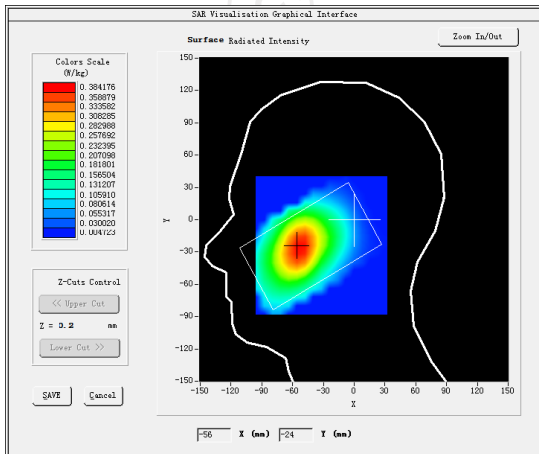 SAR Visualisation Graphical Interface
Surface Radiated Intensity
Zoom In/Out
Colors Scale
(W/kg)
0.384176
0.358879
0.333582
0.308285
0.282988
0.257692
0.232395
0.207098
0.181801
0.156504
0.131207
0.105910
0.080614
0.055317
0.030020
0.004723
150
120
90
60
30
0
-30
-60
-90
-120
-150
Y
-150 -120 -90 -60 -30 0 30 60 90 120 150
X
Z-Cuts Control
<< Upper Cut
Z = 0.2 mm
Lower Cut >>
SAVE Cancel
-56 X (mm) -24 Y (mm)